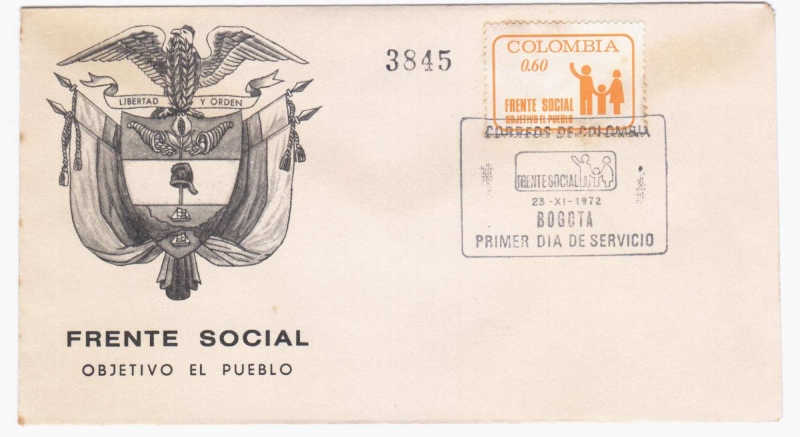 LIBERTAD Y ORDEN
FRENTE SOCIAL
OBJETIVO EL PUEBLO
3845
COLOMBIA
0.60
FRENTE SOCIAL
OBJETIVO EL PUEBLO
CORREOS DE COLOMBIA
FRENTE SOCIAL
23-XI-1972
BOGOTA
PRIMER DIA DE SERVICIO